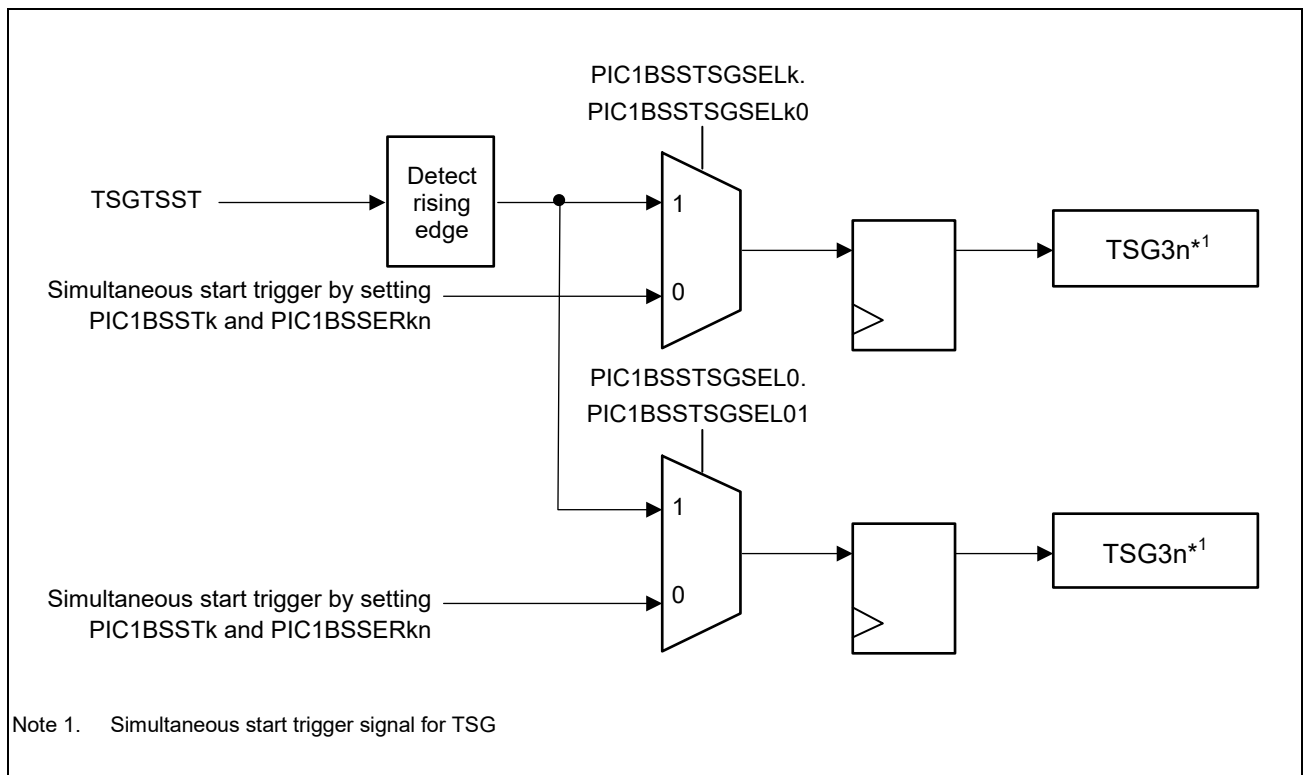 PIC1BSSTSGSELk.
PIC1BSSTSGSELk0
TSGTSST
Detect
rising
edge
1
0
TSG3n*1
Simultaneous start trigger by setting
PIC1BSSTk and PIC1BSSERkn
PIC1BSSTSGSEL0.
PIC1BSSTSGSEL01
1
0
TSG3n*1
Simultaneous start trigger by setting
PIC1BSSTk and PIC1BSSERkn
Note 1. Simultaneous start trigger signal for TSG